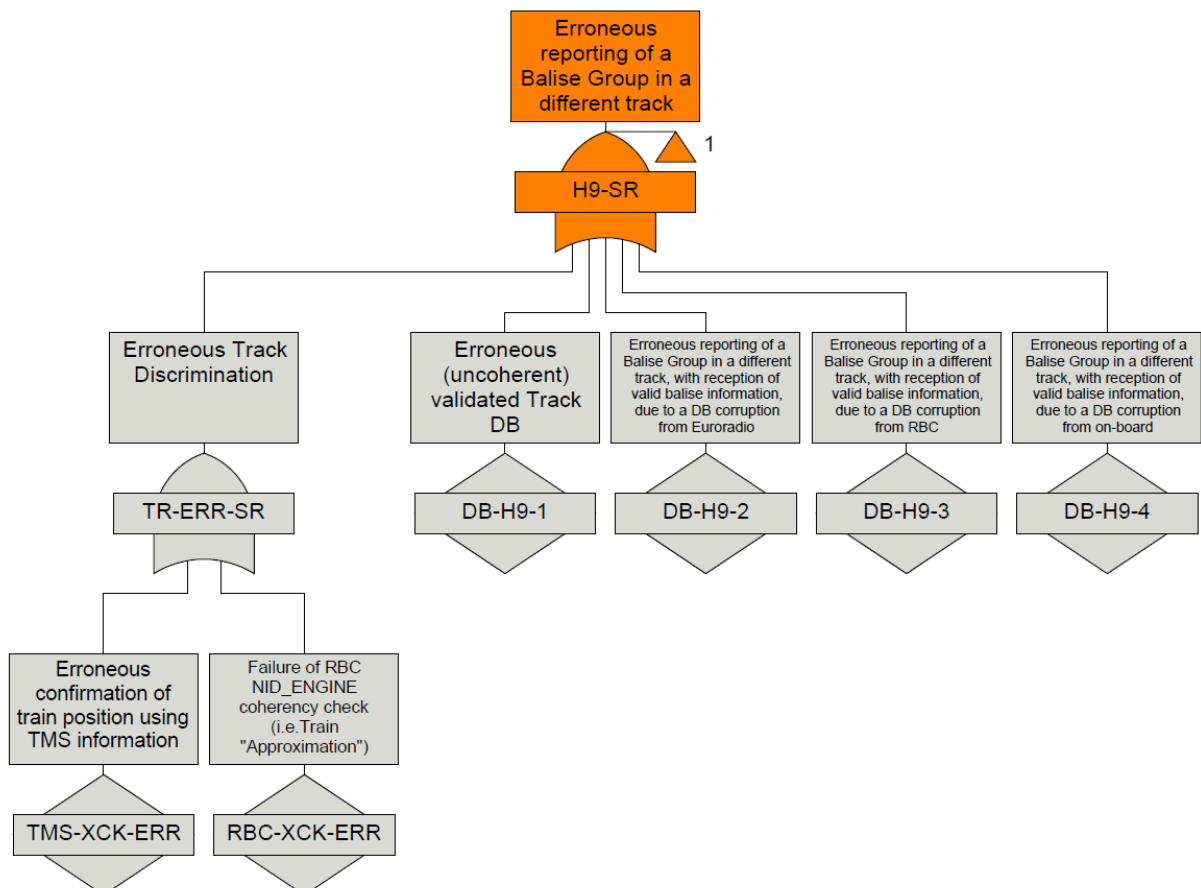 Erroneous
reporting of a
Balise Group in a
different track
1
H9-SR
Erroneous Track
Discrimination
TR-ERR-SR
Erroneous
(uncoherent)
validated Track
DB
DB-H9-1
Erroneous reporting of a
Balise Group in a different
track, with reception of
valid balise information,
due to a DB corruption
from Euroradio
DB-H9-2
Erroneous reporting of a
Balise Group in a different
track, with reception of
valid balise information,
due to a DB corruption
from RBC
DB-H9-3
Erroneous reporting of a
Balise Group in a different
track, with reception of
valid balise information,
due to a DB corruption
from on-board
DB-H9-4
Erroneous
confirmation of
train position using
TMS information
TMS-XCK-ERR
Failure of RBC
NID_ENGINE
coherency check
(i.e.Train
"Approximation")
RBC-XCK-ERR